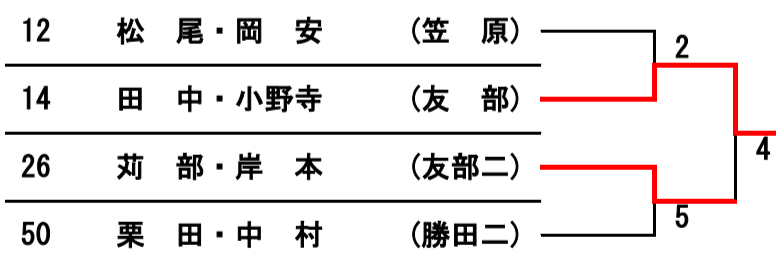 12 松 尾・岡 安 (笠 原) 2
14 田 中・小野寺 (友 部)
4
26 苅 部・岸 本 (友部二)
5
50 栗 田・中 村 (勝田二)